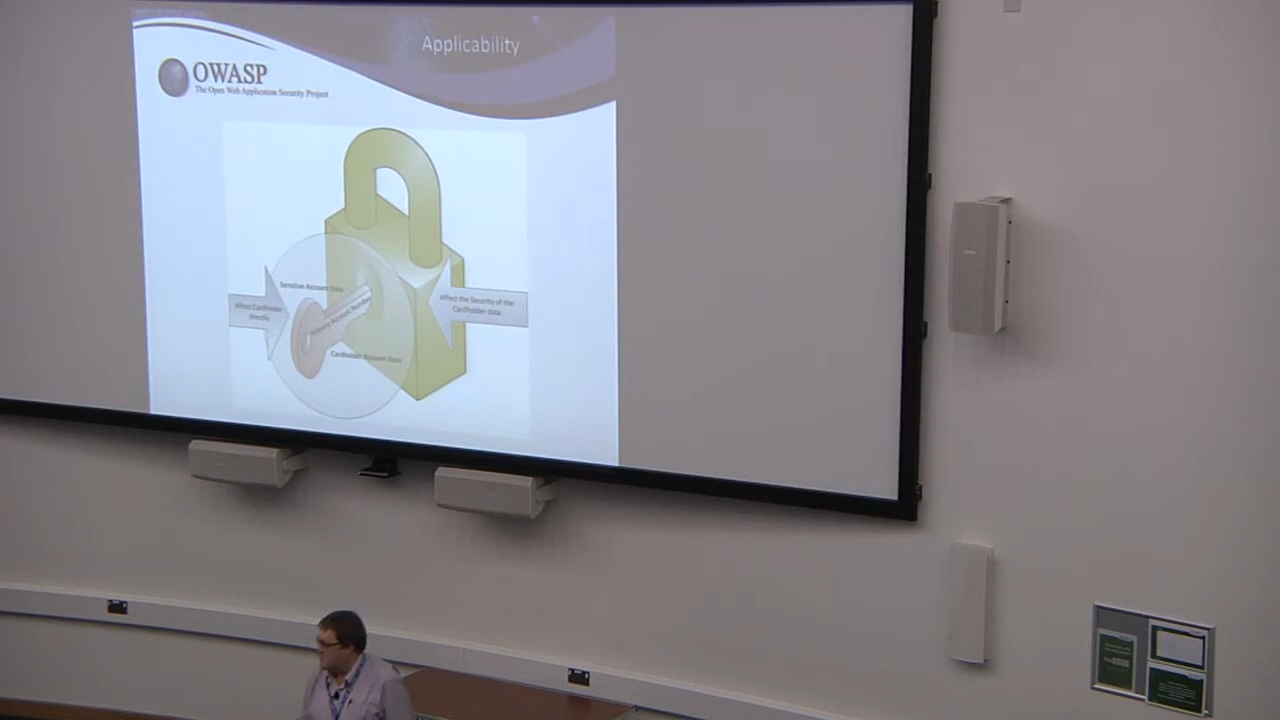 Applicability
OWASP
The Open Web Application Security Project
Sensitive Account Data
Affect Cardholder
directly
Primary Account Number
Affect the Security of the
Cardholder data
Cardholder Account Data